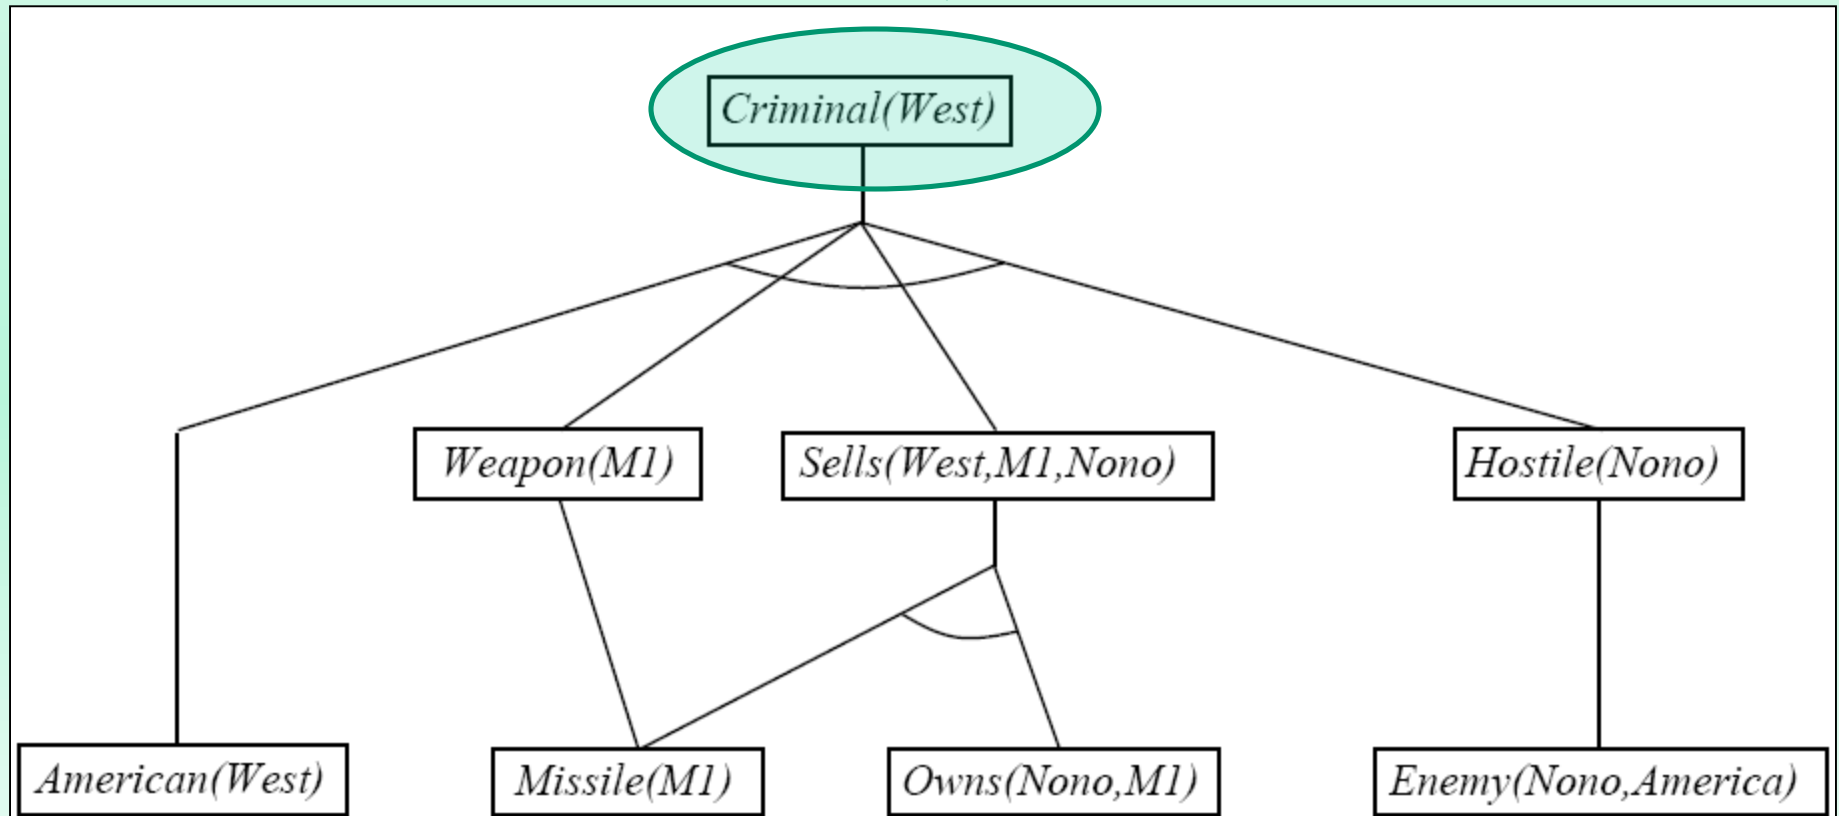 Criminal(West)
Weapon(M1)
Sells(West,M1,Nono)
Hostile(Nono)
American(West)
Missile(M1)
Owns(Nono,M1)
Enemy(Nono,America)